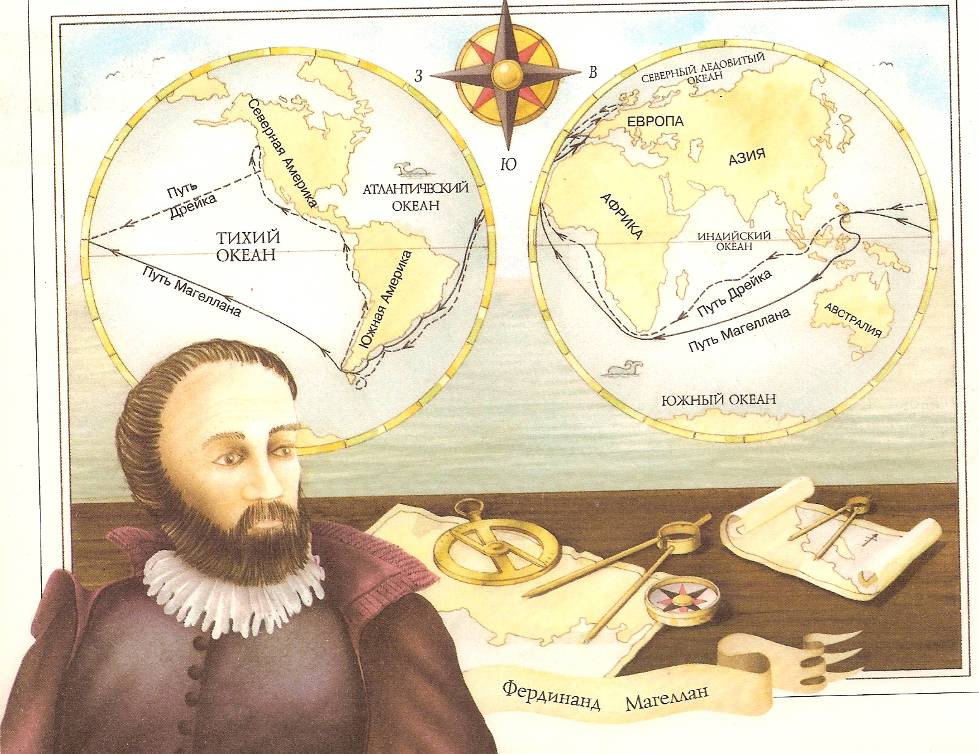 З
В
Ю
Северная Америка
АТЛАНТИЧЕСКИЙ
ОКЕАН
Путь
Дрейка
ТИХИЙ
ОКЕАН
Путь Магеллана
Южная Америка
СЕВЕРНЫЙ ЛЕДОВИТЫЙ
ОКЕАН
ЕВРОПА
АЗИЯ
АФРИКА
ИНДИЙСКИЙ
ОКЕАН
Путь Дрейка
Путь Магеллана
АВСТРАЛИЯ
ЮЖНЫЙ ОКЕАН
Фердинанд Магеллан